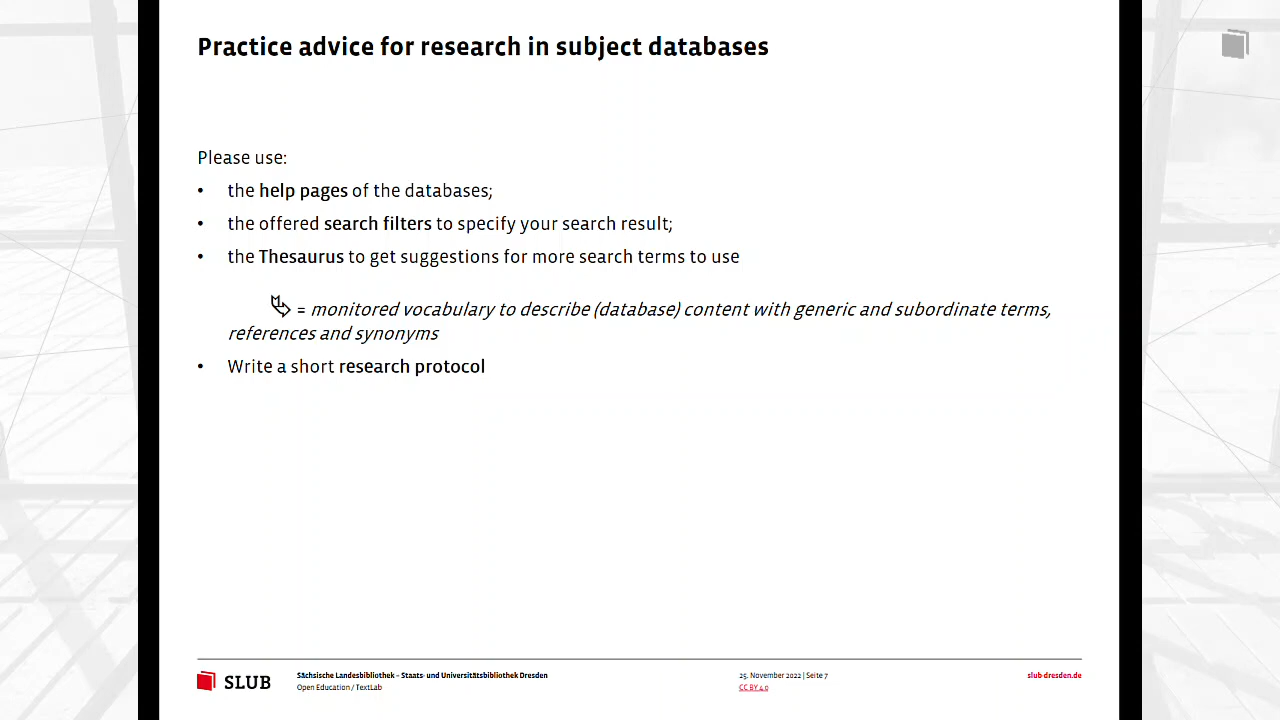 Practice advice for research in subject databases
Please use:
• the help pages of the databases;
• the offered search filters to specify your search result;
• the Thesaurus to get suggestions for more search terms to use
= monitored vocabulary to describe (database) content with generic and subordinate terms,
references and synonyms
• Write a short research protocol
SLUB
Sächsische Landesbibliothek – Staats- und Universitätsbibliothek Dresden
Open Education / TextLab
25. November 2022 | Seite 7
CC BY 4.0
slub-dresden.de